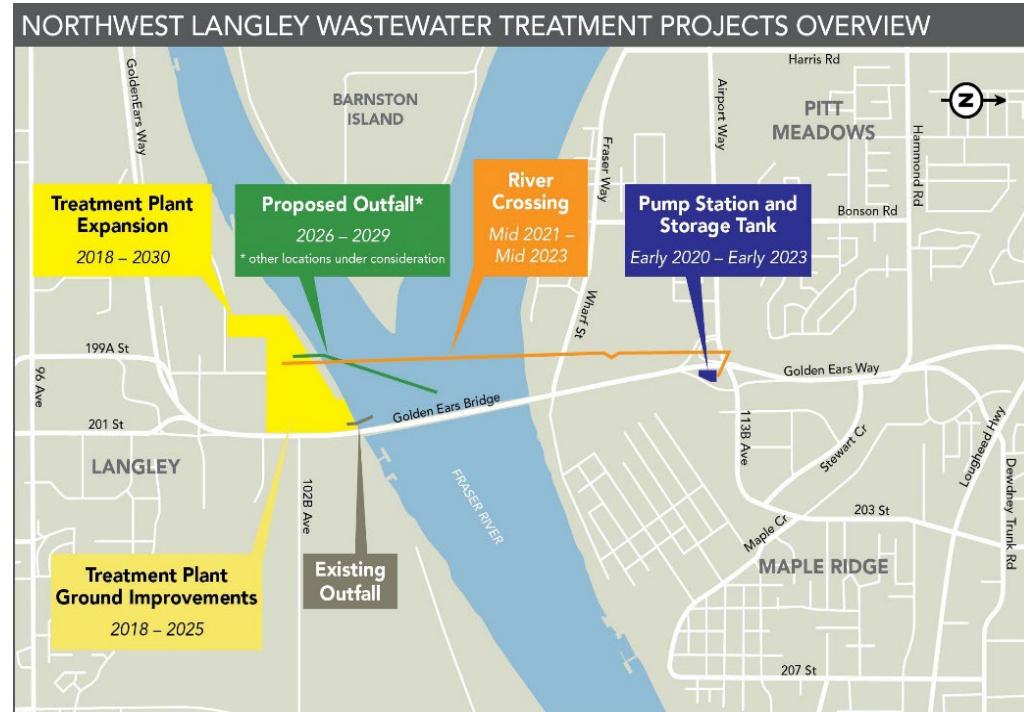 NORTHWEST LANGLEY WASTEWATER TREATMENT PROJECTS OVERVIEW
Harris Rd
GoldenEars Way
BARNSTON
ISLAND
Airport Way
PITT
MEADOWS
N
Fraser Way
Hammond Rd
Treatment Plant
Expansion
2018 – 2030
Proposed Outfall*
2026 – 2029
* other locations under consideration
River
Crossing
Mid 2021 –
Mid 2023
Pump Station and
Storage Tank
Early 2020 – Early 2023
Bonson Rd
Wharf St
199A St
96 Ave
Golden Ears Way
201 St
Golden Ears Bridge
113B Ave
Stewart Cr
Lougheed Hwy
LANGLEY
102B Ave
FRASER RIVER
Dewdney Trunk Rd
203 St
Maple Cr
Existing
Outfall
MAPLE RIDGE
Treatment Plant
Ground Improvements
2018 – 2025
207 St